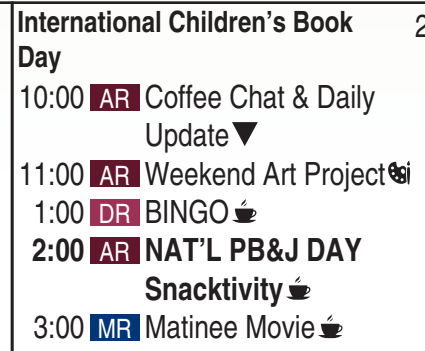 International Children's Book 2
Day
10:00 AR Coffee Chat & Daily
Update▼
11:00 AR Weekend Art Project
1:00 DR BINGO
2:00 AR NAT'L PB&J DAY
Snacktivity
3:00 MR Matinee Movie